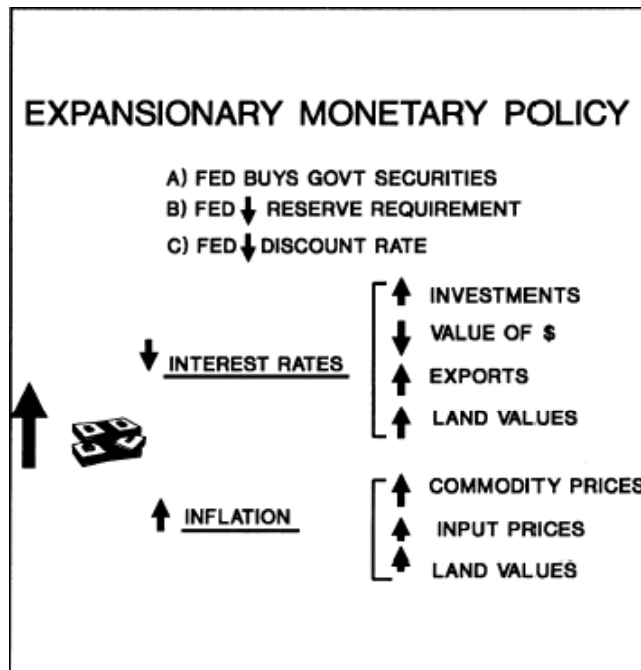 EXPANSIONARY MONETARY POLICY
A) FED BUYS GOVT SECURITIES
B) FED ↓ RESERVE REQUIREMENT
C) FED ↓ DISCOUNT RATE
↓ INTEREST RATES
↑ INVESTMENTS
↓ VALUE OF $
↑ EXPORTS
↑ LAND VALUES
↑ INFLATION
↑ COMMODITY PRICES
↑ INPUT PRICES
↑ LAND VALUES